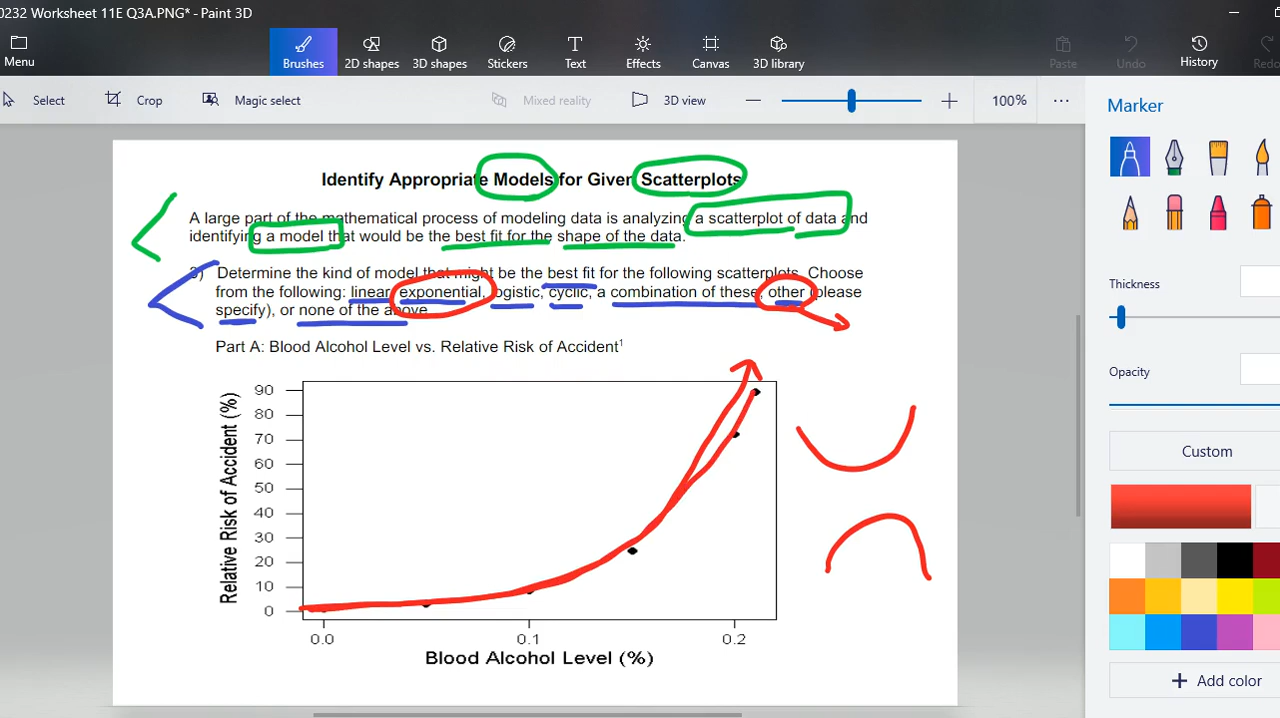 0232 Worksheet 11E Q3A.PNG* - Paint 3D
Menu
Brushes
2D shapes
3D shapes
Stickers
Text
Effects
Canvas
3D library
Paste
Undo
History
Redo
Select
Crop
Magic select
Mixed reality
3D view
100%
Marker
Identify Appropriate Models for Given Scatterplots
A large part of the mathematical process of modeling data is analyzing a scatterplot of data and
identifying a model that would be the best fit for the shape of the data.
3) Determine the kind of model that might be the best fit for the following scatterplots. Choose
from the following: linear, exponential, logistic, cyclic, a combination of these, other (please
specify), or none of the above.
Part A: Blood Alcohol Level vs. Relative Risk of Accident1
Relative Risk of Accident (%)
90
80
70
60
50
40
30
20
10
0
0.0
0.1
0.2
Blood Alcohol Level (%)
Thickness
Opacity
Custom
Add color